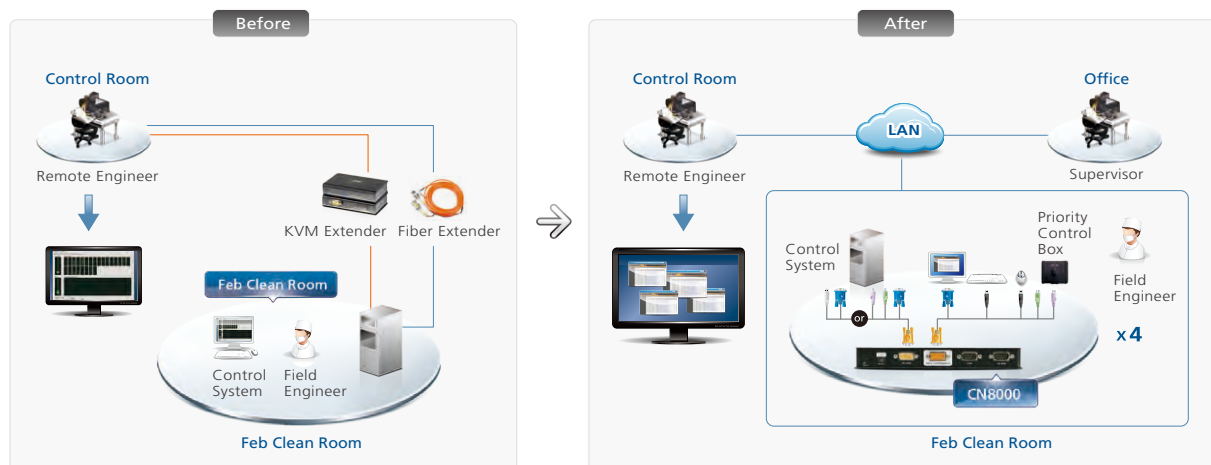 Before
Control Room
Remote Engineer
KVM Extender
Fiber Extender
Feb Clean Room
Control
System
Field
Engineer
Feb Clean Room
After
Control Room
Remote Engineer
LAN
Office
Supervisor
Control
System
Priority
Control
Box
Field
Engineer
x4
or
CN8000
Feb Clean Room